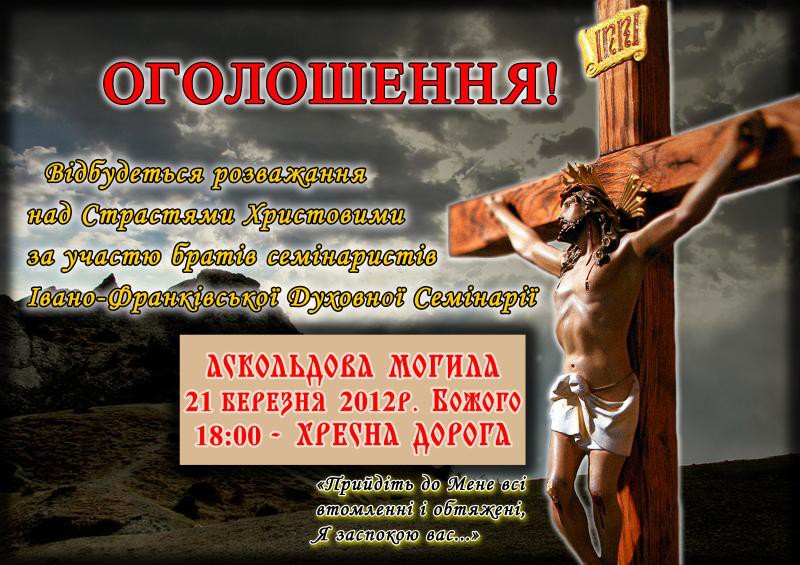 ІНЦІ
ОГОЛОШЕННЯ!
Відбудеться розважання
над Страстями Христовими
за участю братів семінаристів
Івано-Франківської Духовної Семінарії
АСКОЛЬДОВА МОГИЛА
21 БЕРЕЗНЯ 2012Р. БОЖОГО
18:00 - ХРЕСНА ДОРОГА
«Прийдіть до Мене всі
втомленні і обтяжені,
Я заспокою вас...»